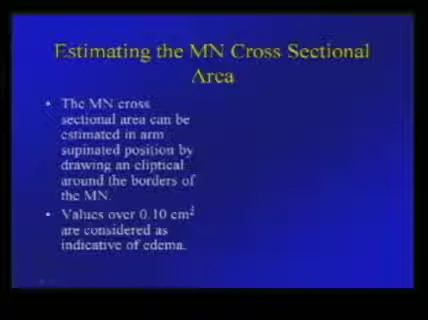 Estimating the MN Cross Sectional
Area
• The MN cross
sectional area can be
estimated in arm
supinated position by
drawing an eliptical
around the borders of
the MN.
• Values over 0.10 cm²
are considered as
indicative of edema.